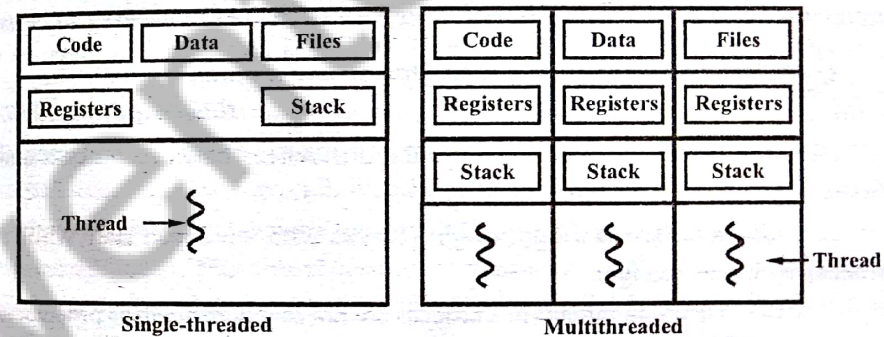 Code Data Files
Registers Stack
Thread
Single-threaded
Code Data Files
Registers Registers Registers
Stack Stack Stack
Thread
Multithreaded